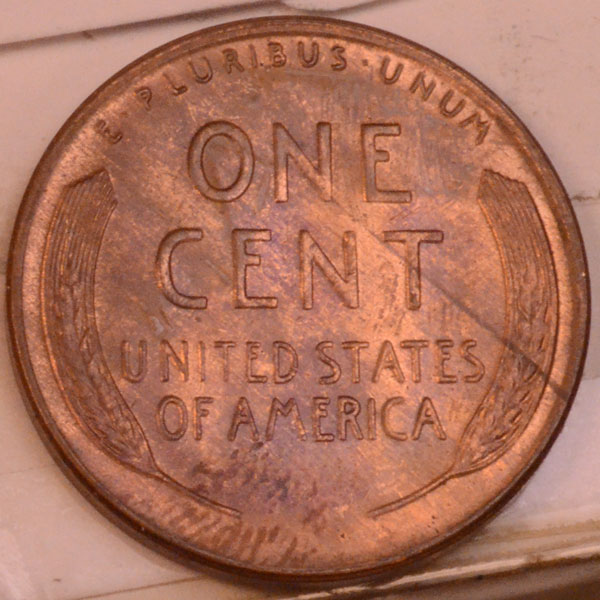 E PLURIBUS · UNUM
ONE
CENT
UNITED STATES
OF AMERICA